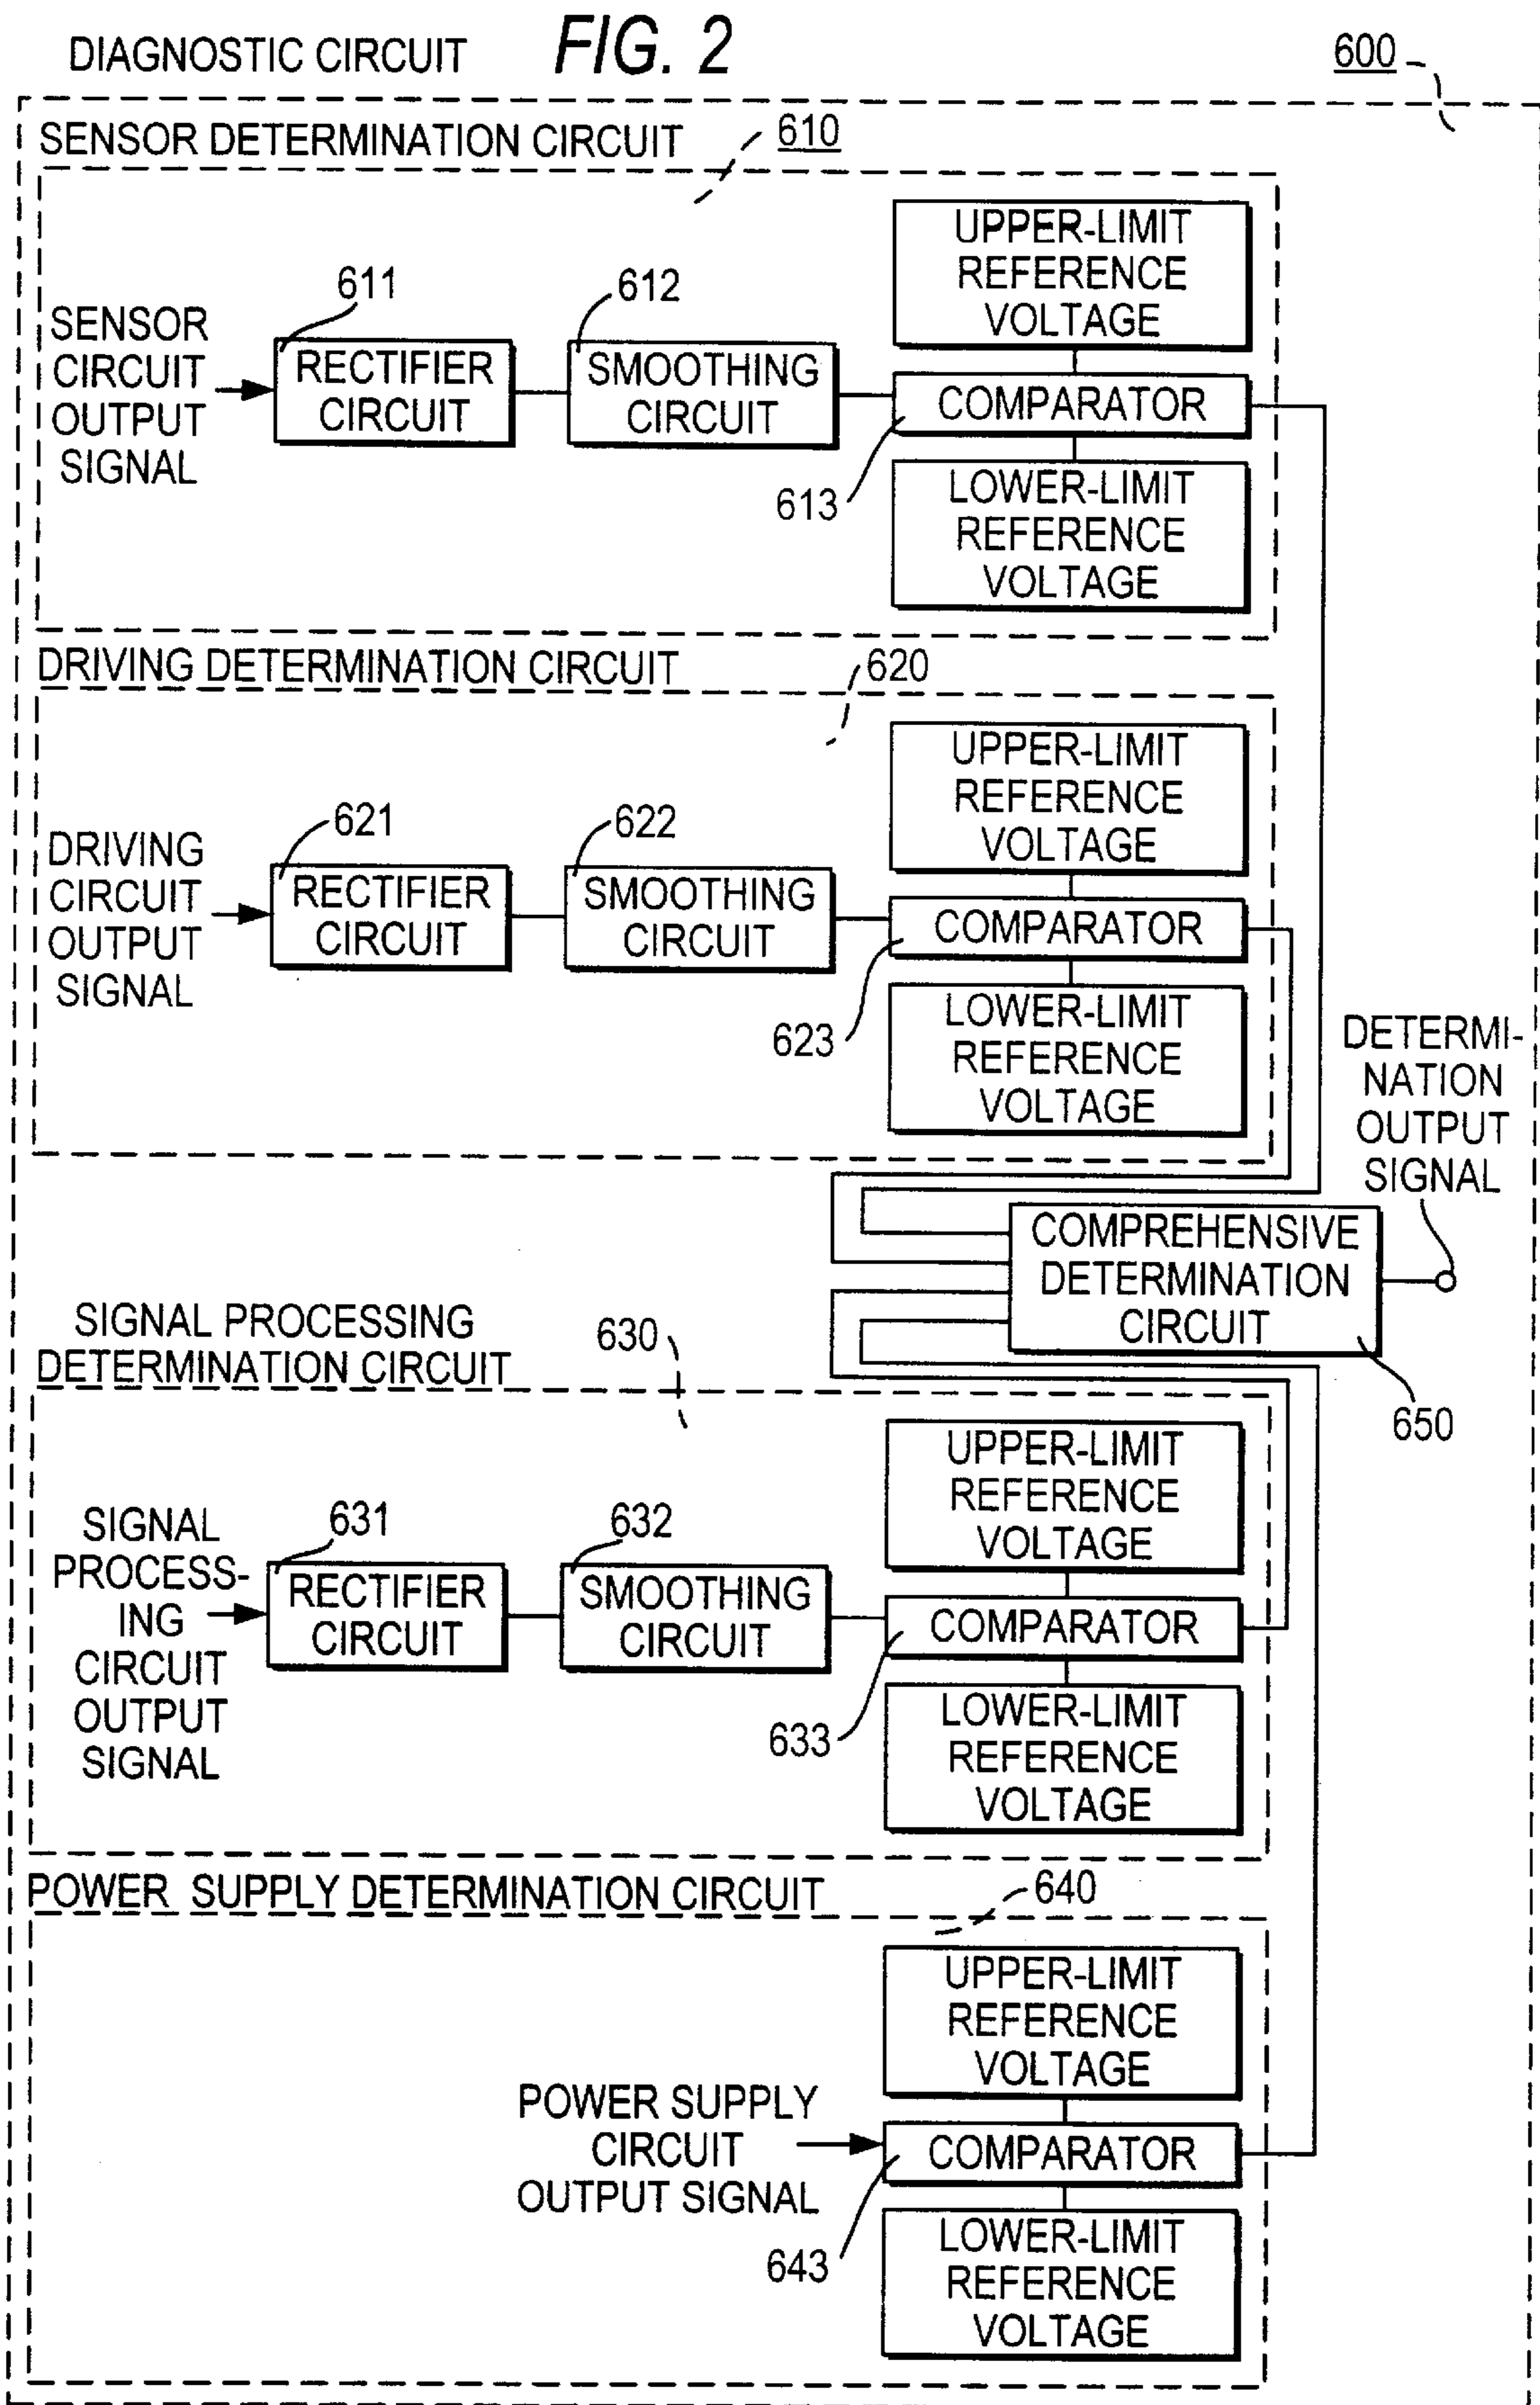 DIAGNOSTIC CIRCUIT
FIG. 2
600
SENSOR DETERMINATION CIRCUIT
610
UPPER-LIMIT
REFERENCE
VOLTAGE
611
612
SENSOR
CIRCUIT
OUTPUT
SIGNAL
RECTIFIER
CIRCUIT
SMOOTHING
CIRCUIT
COMPARATOR
613
LOWER-LIMIT
REFERENCE
VOLTAGE
DRIVING DETERMINATION CIRCUIT
620
UPPER-LIMIT
REFERENCE
VOLTAGE
621
622
DRIVING
CIRCUIT
OUTPUT
SIGNAL
RECTIFIER
CIRCUIT
SMOOTHING
CIRCUIT
COMPARATOR
623
LOWER-LIMIT
REFERENCE
VOLTAGE
DETERMI-
NATION
OUTPUT
SIGNAL
COMPREHENSIVE
DETERMINATION
CIRCUIT
650
SIGNAL PROCESSING
DETERMINATION CIRCUIT
630
UPPER-LIMIT
REFERENCE
VOLTAGE
631
632
SIGNAL
PROCESS-
ING
CIRCUIT
OUTPUT
SIGNAL
RECTIFIER
CIRCUIT
SMOOTHING
CIRCUIT
COMPARATOR
633
LOWER-LIMIT
REFERENCE
VOLTAGE
POWER SUPPLY DETERMINATION CIRCUIT
640
UPPER-LIMIT
REFERENCE
VOLTAGE
POWER SUPPLY
CIRCUIT
OUTPUT SIGNAL
COMPARATOR
643
LOWER-LIMIT
REFERENCE
VOLTAGE